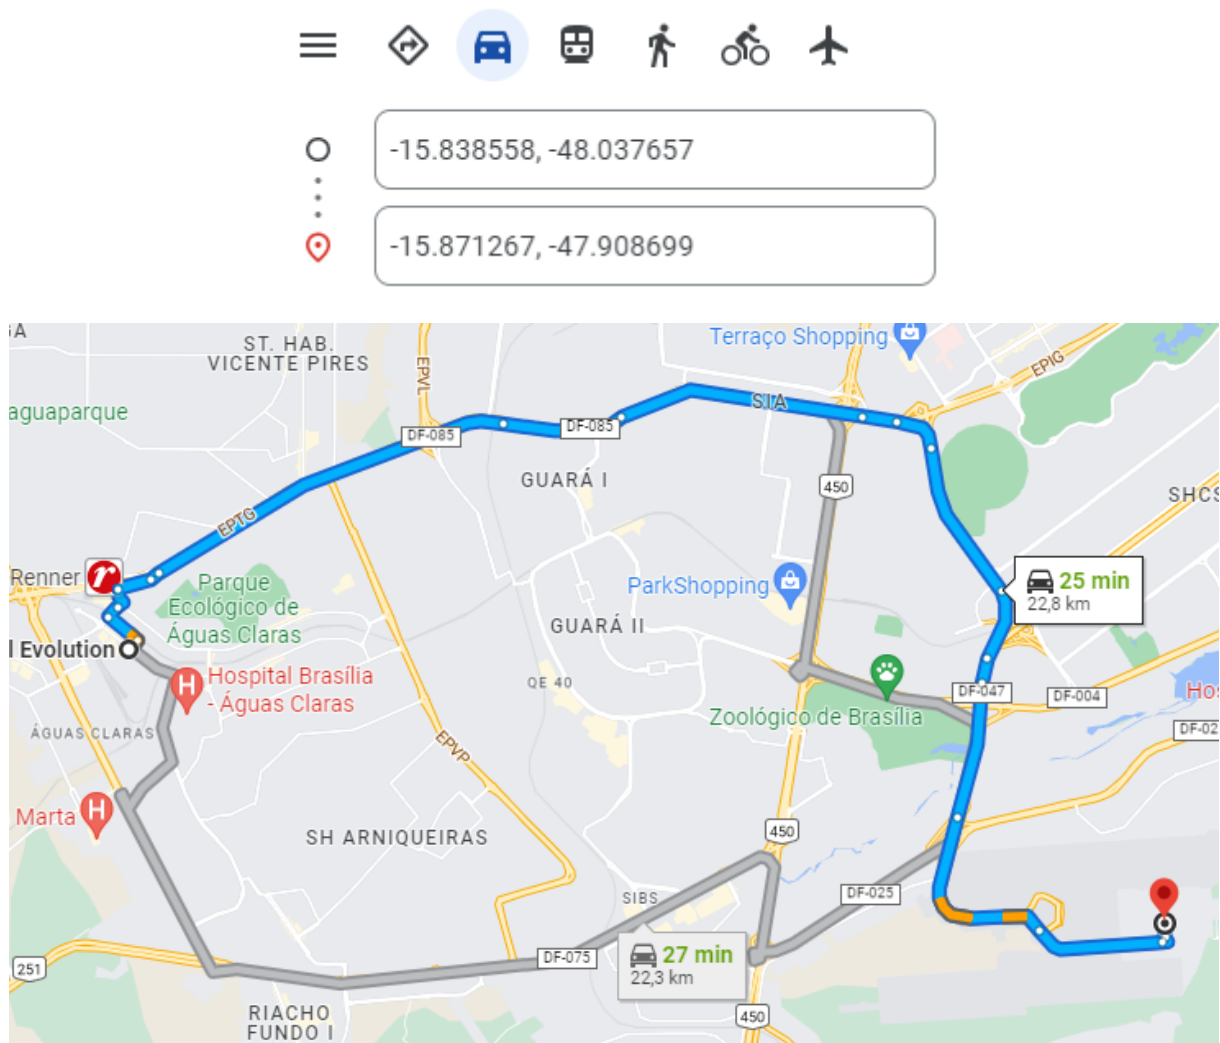 -15.838558, -48.037657
-15.871267, -47.908699
Terraço Shopping
ST. HAB.
VICENTE PIRES
EPVL
EPIG
aguaparque
SIA
DF-085
DF-085
GUARÁ I
450
SHCS
EPTG
Renner
r
Parque
Ecológico de
Águas Claras
ParkShopping
25 min
22,8 km
GUARÁ II
l Evolution
H
Hospital Brasília
- Águas Claras
QE 40
DF-047
DF-004
Hos
Zoológico de Brasília
ÁGUAS CLARAS
DF-02
EPVP
H
Marta
SH ARNIQUEIRAS
450
SIBS
DF-025
DF-075
27 min
22,3 km
251
450
RIACHO
FUNDO I